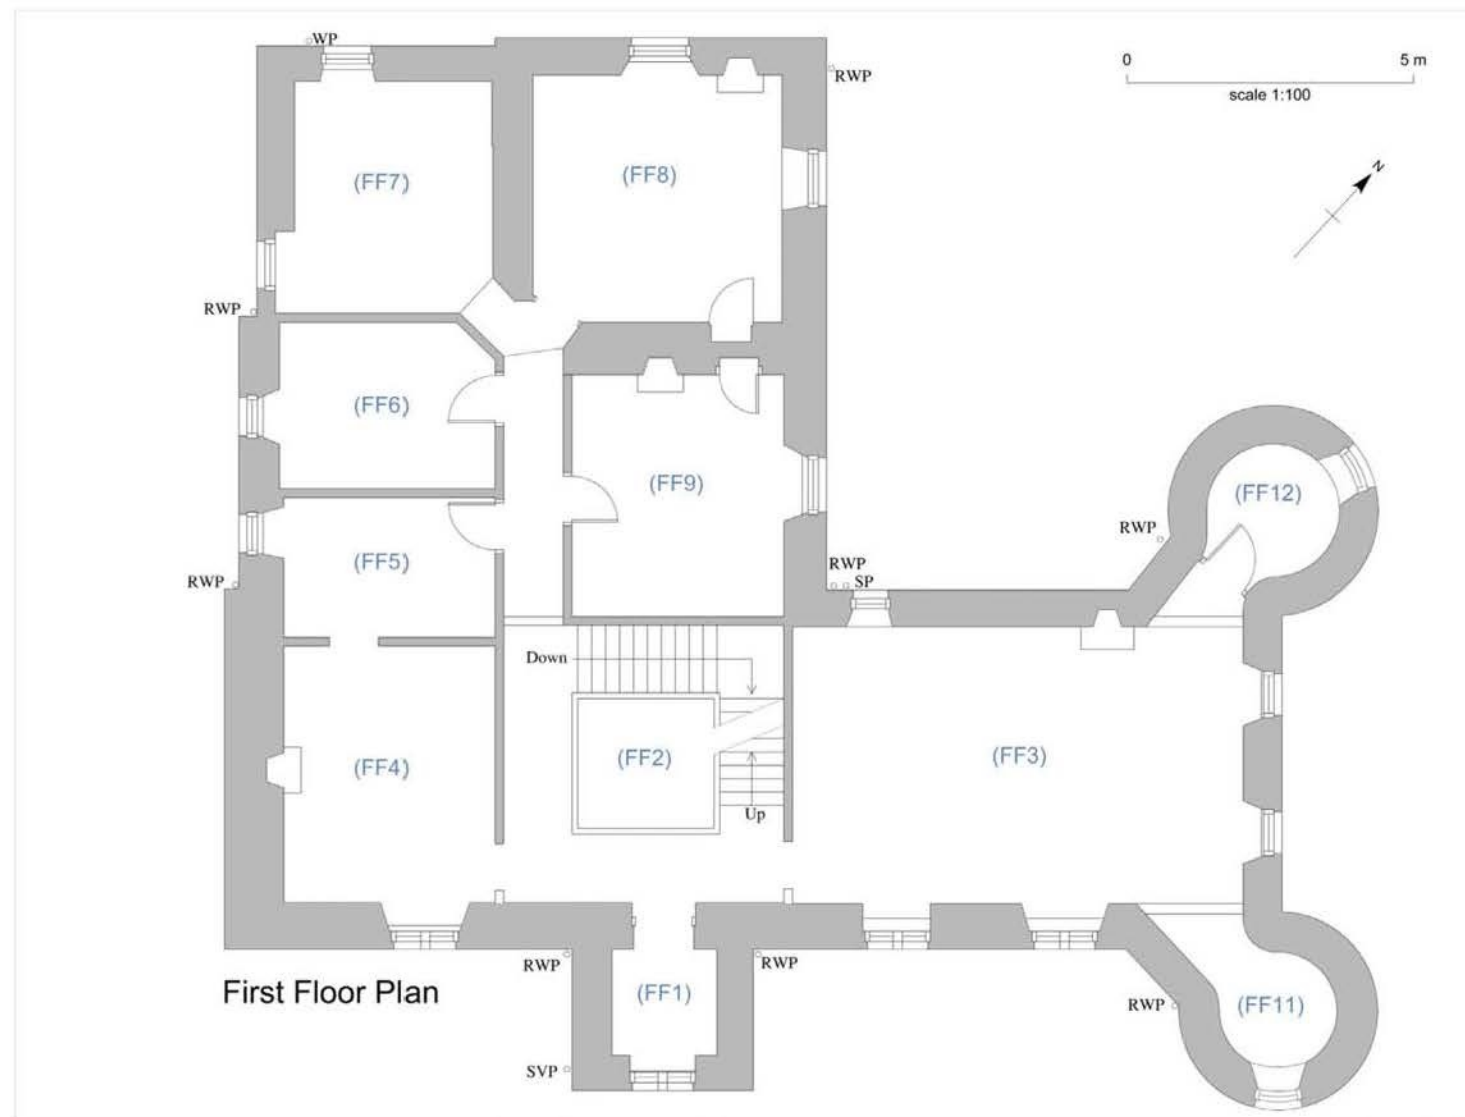 WP
RWP
0 5 m
scale 1:100
N
(FF7)
(FF8)
RWP
(FF6)
(FF9)
(FF12)
RWP
(FF5)
RWP
SP
RWP
Down
(FF2)
(FF3)
(FF4)
Up
RWP
RWP
First Floor Plan
(FF1)
RWP
(FF11)
SVP